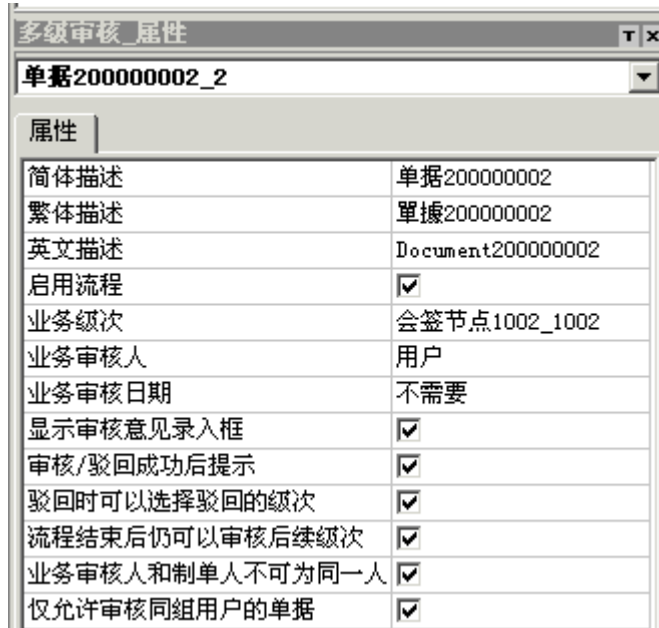 多级审核_属性
单据200000002_2
属性
简体描述 单据200000002
繁体描述 單據200000002
英文描述 Document200000002
启用流程
业务级次 会签节点1002_1002
业务审核人 用户
业务审核日期 不需要
显示审核意见录入框
审核/驳回成功后提示
驳回时可以选择驳回的级次
流程结束后仍可以审核后续级次
业务审核人和制单人不可为同一人
仅允许审核同组用户的单据